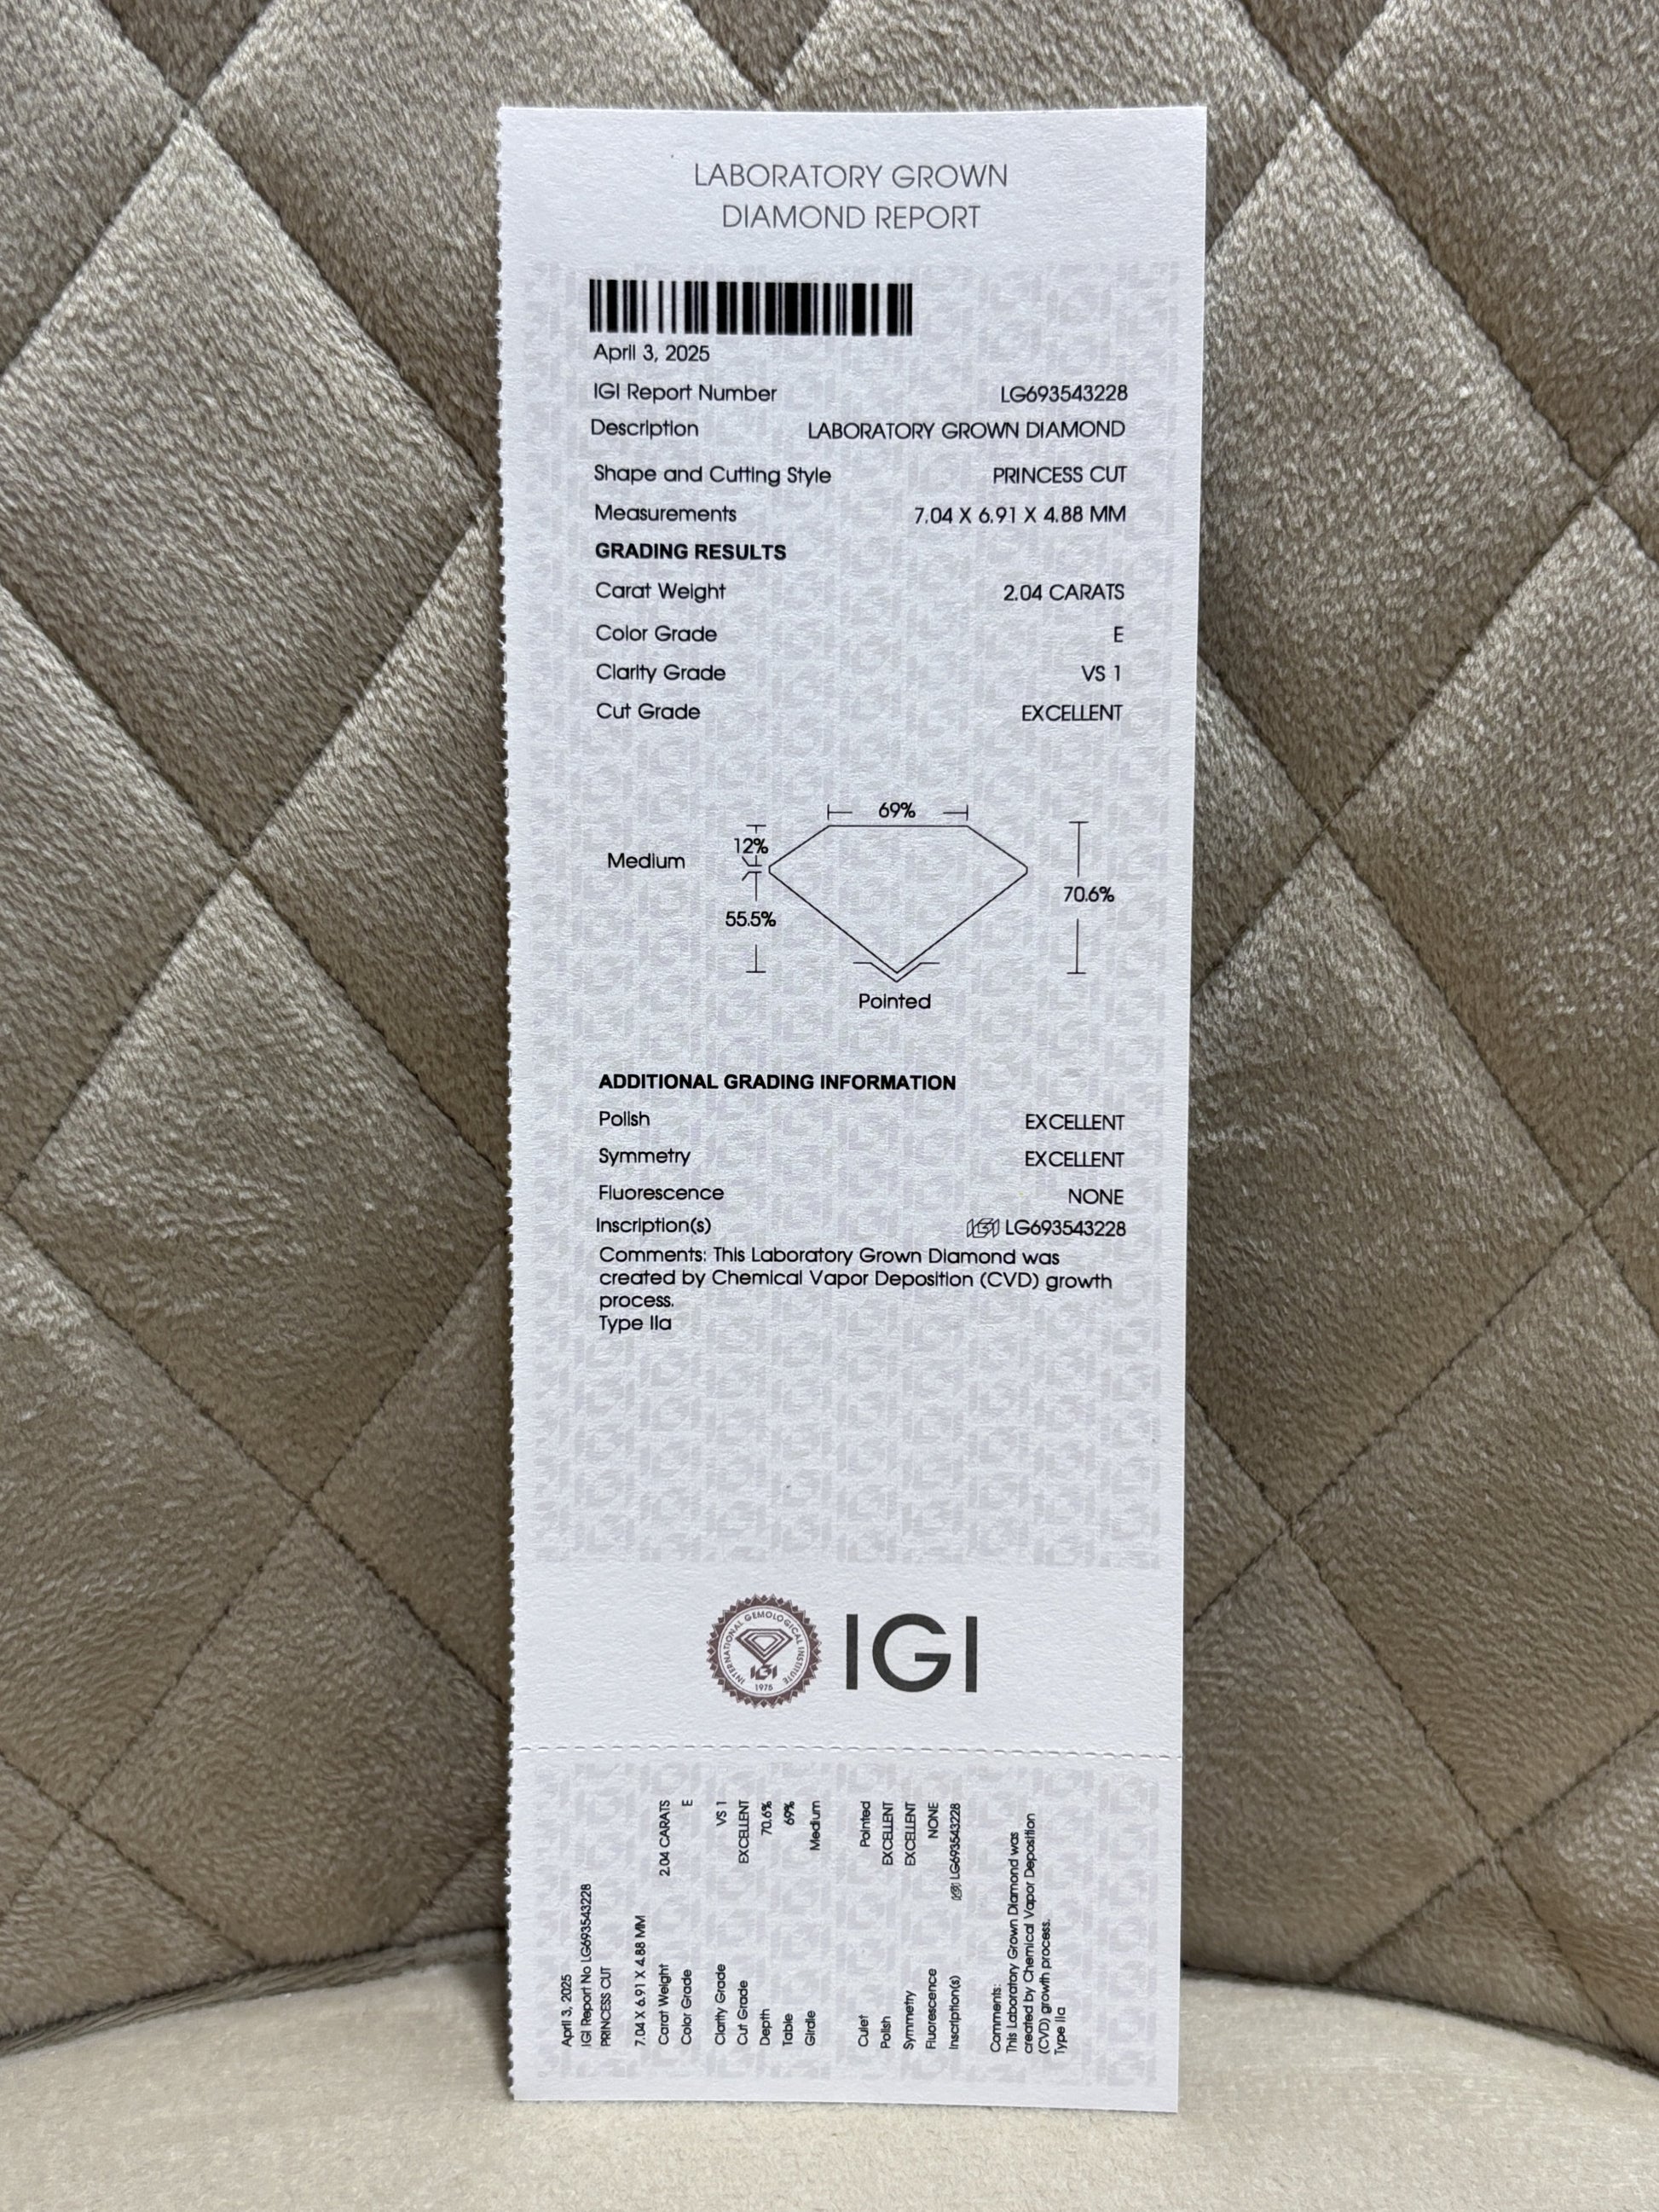 LABORATORY GROWN
DIAMOND REPORT
April 3, 2025
IGI Report Number LG693543228
Description LABORATORY GROWN DIAMOND
Shape and Cutting Style PRINCESS CUT
Measurements 7.04 X 6.91 X 4.88 MM
GRADING RESULTS
Carat Weight 2.04 CARATS
Color Grade E
Clarity Grade VS 1
Cut Grade EXCELLENT
69%
12%
Medium
70.6%
55.5%
Pointed
ADDITIONAL GRADING INFORMATION
Polish EXCELLENT
Symmetry EXCELLENT
Fluorescence NONE
Inscription(s) IGI LG693543228
Comments: This Laboratory Grown Diamond was
created by Chemical Vapor Deposition (CVD) growth
process.
Type IIa
INTERNATIONAL GEMOLOGICAL INSTITUTE
IGI
1975
IGI
April 3, 2025
IGI Report No LG693543228
PRINCESS CUT
7.04 X 6.91 X 4.88 MM
Carat Weight 2.04 CARATS
Color Grade E
Clarity Grade VS 1
Cut Grade EXCELLENT
Depth 70.6%
Table 69%
Girdle Medium
Culet Pointed
Polish EXCELLENT
Symmetry EXCELLENT
Fluorescence NONE
Inscription(s) IGI LG693543228
Comments:
This Laboratory Grown Diamond was
created by Chemical Vapor Deposition
(CVD) growth process.
Type IIa